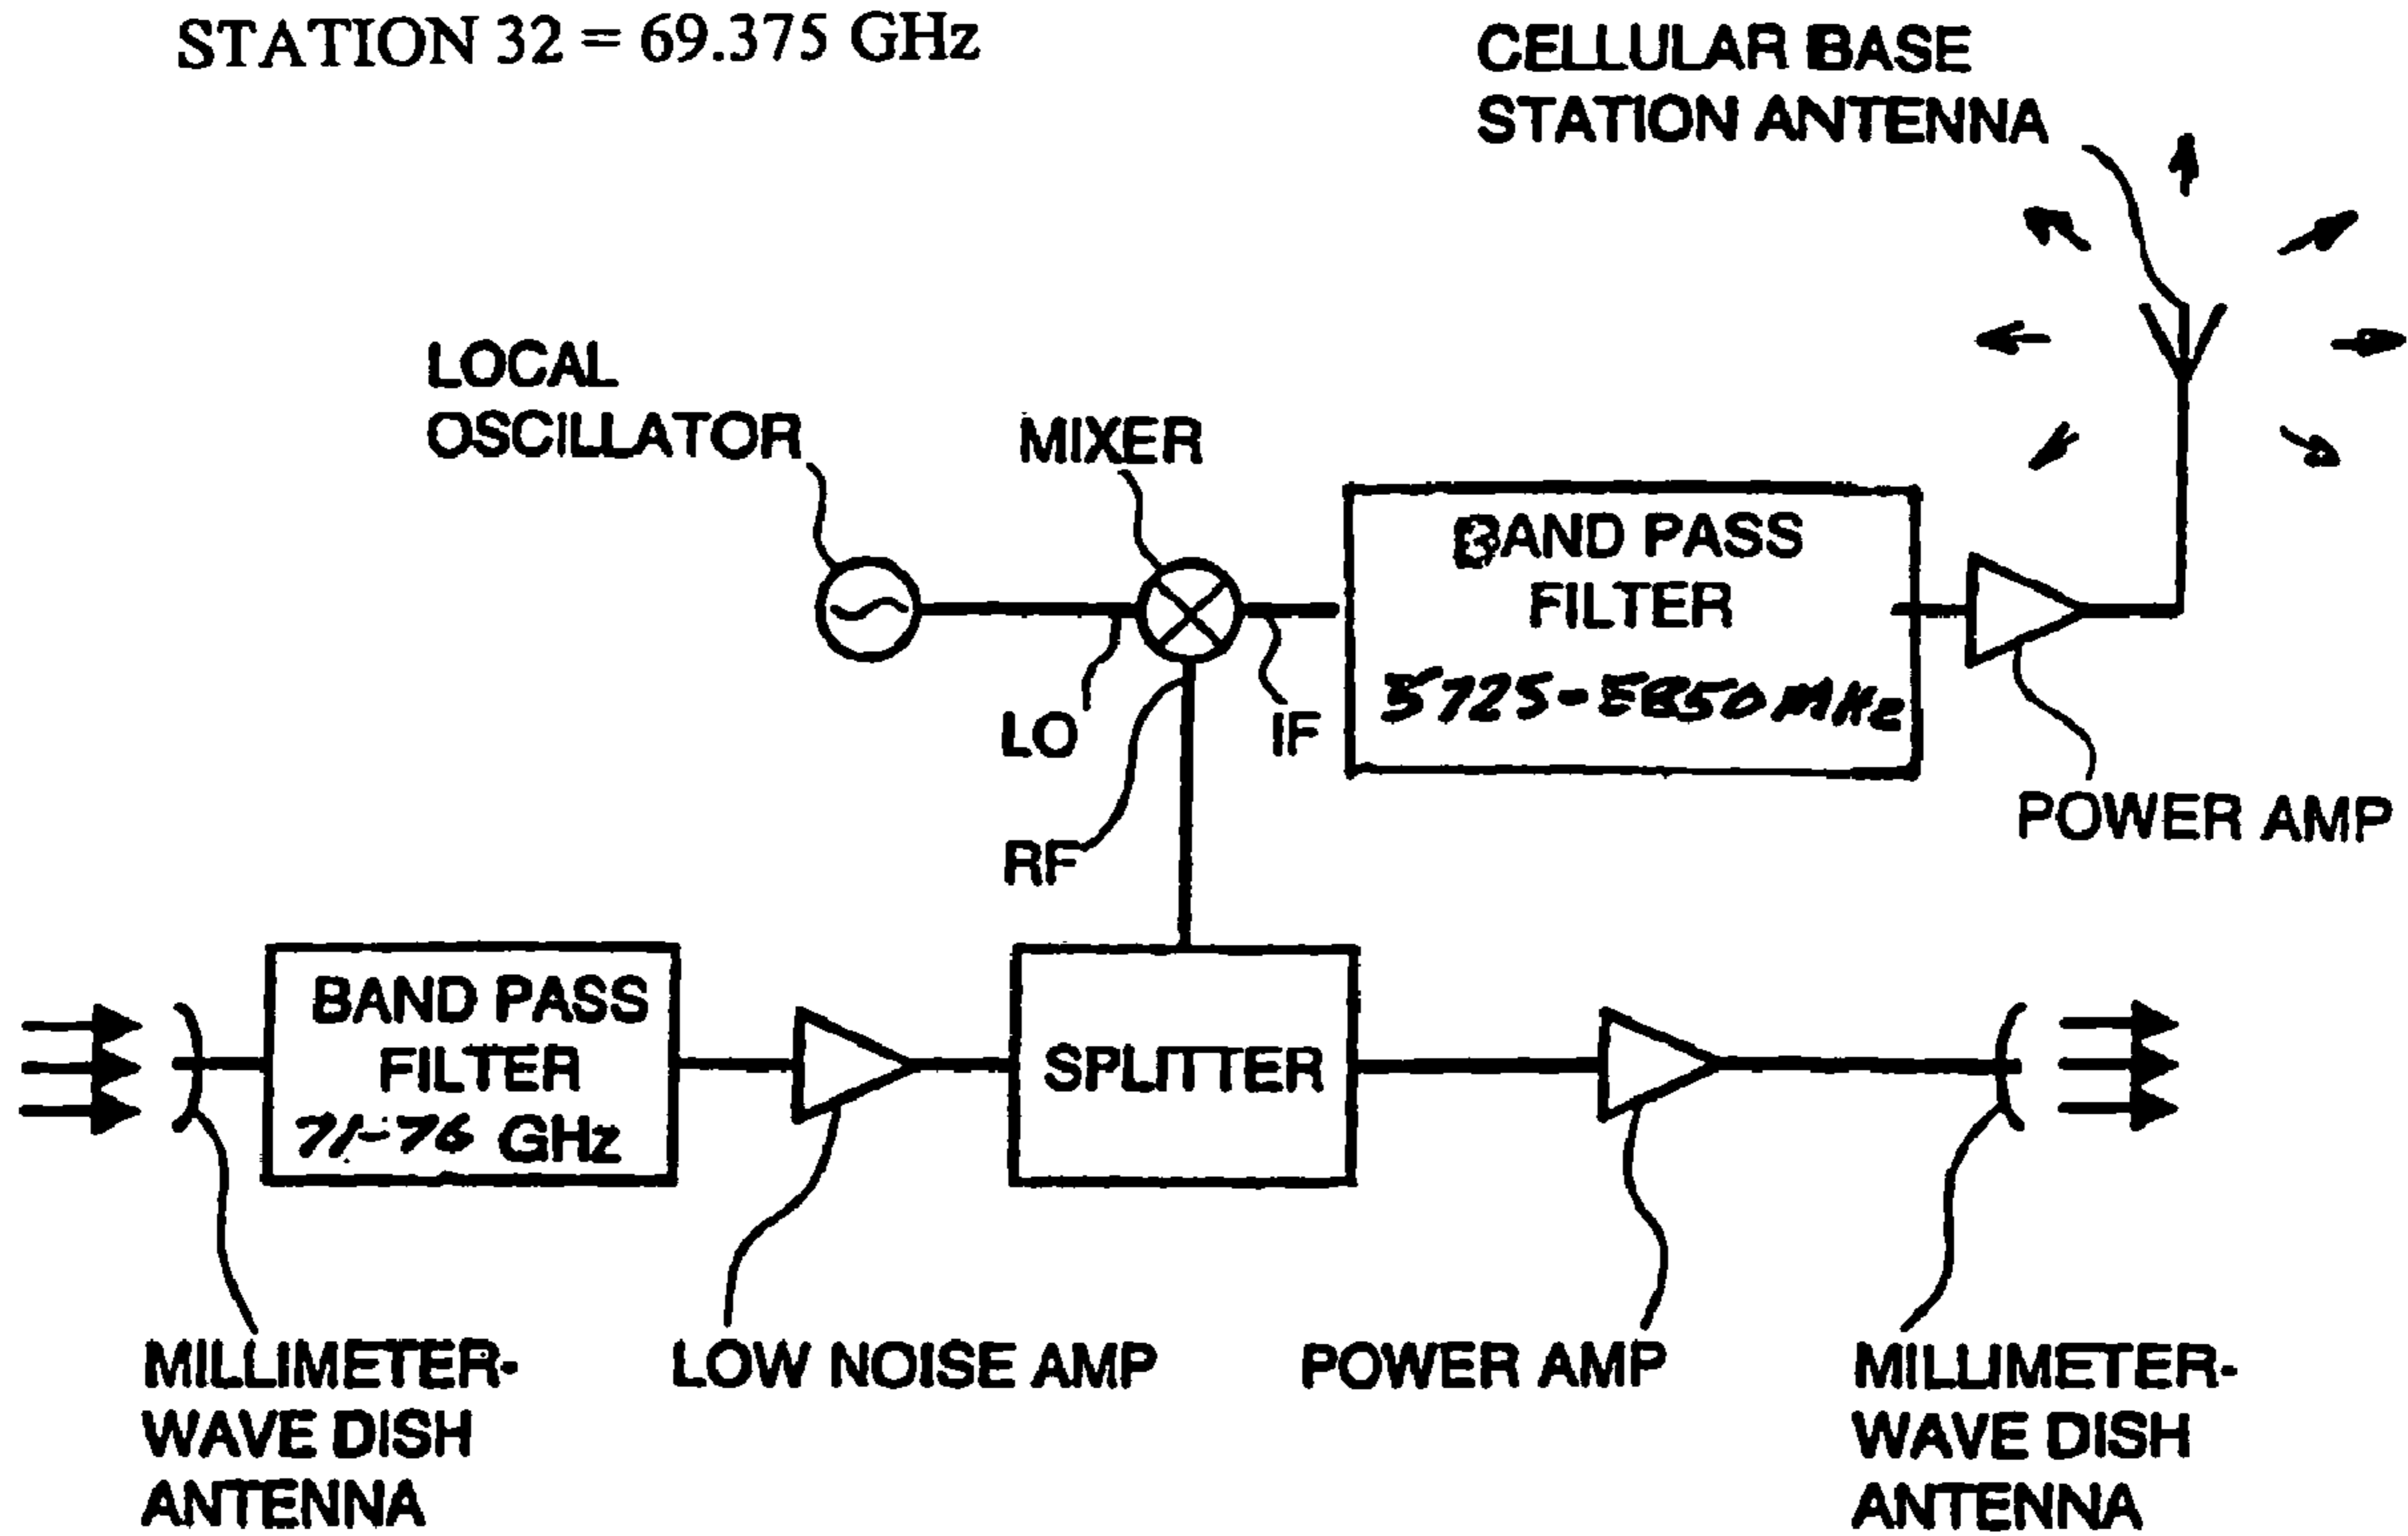 STATION 32 = 69.375 GHz
CELLULAR BASE
STATION ANTENNA
LOCAL
OSCILLATOR
MIXER
BAND PASS
FILTER
5725-5850 MHz
LO
IF
RF
POWER AMP
BAND PASS
FILTER
71-76 GHz
SPLITTER
MILLIMETER-
WAVE DISH
ANTENNA
LOW NOISE AMP
POWER AMP
MILLIMETER-
WAVE DISH
ANTENNA